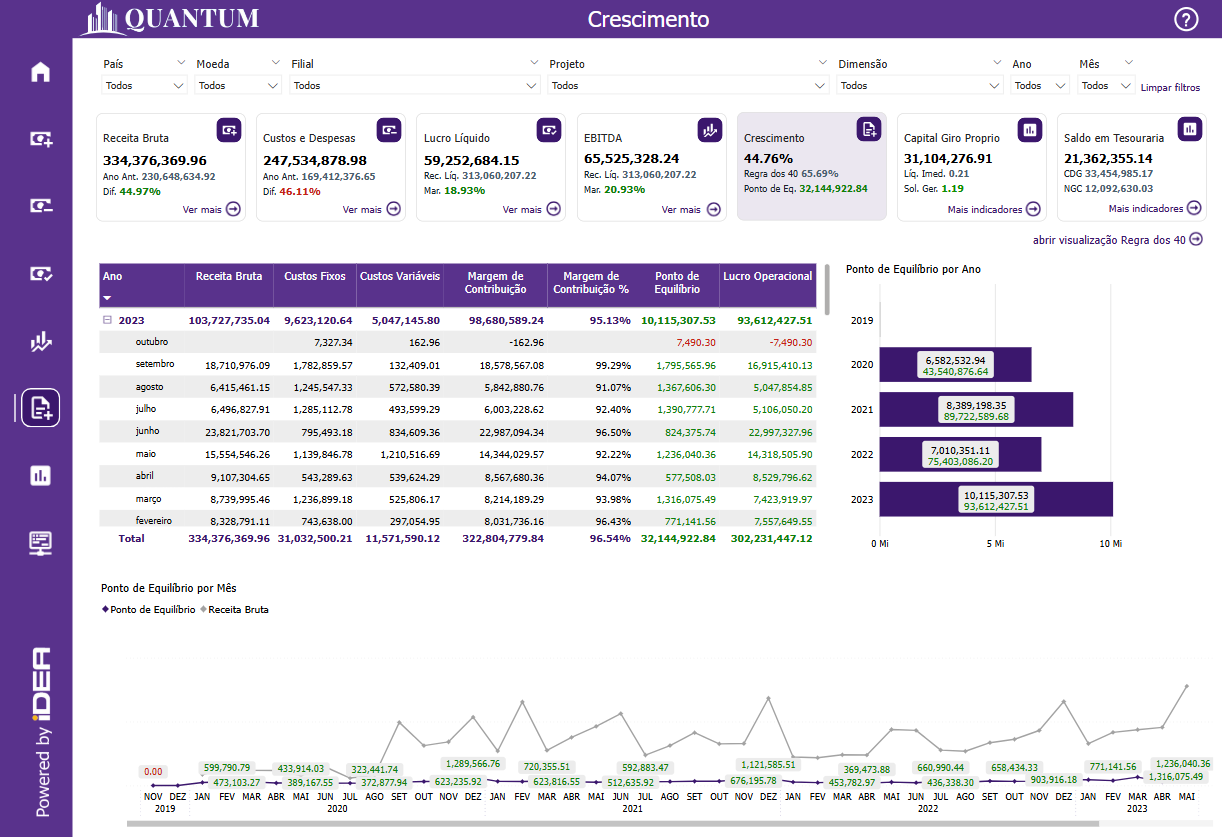 QUANTUM
Crescimento
?
País Moeda Filial Projeto Dimensão Ano Mês
Todos Todos Todos Todos Todos Todos Todos Limpar filtros
Receita Bruta
334,376,369.96
Ano Ant. 230,648,634.92
Dif. 44.97%
Ver mais
Custos e Despesas
247,534,878.98
Ano Ant. 169,412,376.65
Dif. 46.11%
Ver mais
Lucro Líquido
59,252,684.15
Rec. Líq. 313,060,207.22
Mar. 18.93%
Ver mais
EBITDA
65,525,328.24
Rec. Líq. 313,060,207.22
Mar. 20.93%
Ver mais
Crescimento
44.76%
Regra dos 40 65.69%
Ponto de Eq. 32,144,922.84
Capital Giro Proprio
31,104,276.91
Líq. Imed. 0.21
Sol. Ger. 1.19
Mais indicadores
Saldo em Tesouraria
21,362,355.14
CDG 33,454,985.17
NGC 12,092,630.03
Mais indicadores
abrir visualização Regra dos 40
Ano Receita Bruta Custos Fixos Custos Variáveis Margem de Contribuição Margem de Contribuição % Ponto de Equilíbrio Lucro Operacional
2023 103,727,735.04 9,623,120.64 5,047,145.80 98,680,589.24 95.13% 10,115,307.53 93,612,427.51
outubro 7,327.34 162.96 -162.96 7,490.30 -7,490.30
setembro 18,710,976.09 1,782,859.57 132,409.01 18,578,567.08 99.29% 1,795,565.96 16,915,410.13
agosto 6,415,461.15 1,245,547.33 572,580.39 5,842,880.76 91.07% 1,367,606.30 5,047,854.85
julho 6,496,827.91 1,285,112.78 493,599.29 6,003,228.62 92.40% 1,390,777.71 5,106,050.20
junho 23,821,703.70 795,493.18 834,609.36 22,987,094.34 96.50% 824,375.74 22,997,327.96
maio 15,554,546.26 1,139,846.78 1,210,516.69 14,344,029.57 92.22% 1,236,040.36 14,318,505.90
abril 9,107,304.65 543,289.63 539,624.29 8,567,680.36 94.07% 577,508.03 8,529,796.62
março 8,739,995.46 1,236,899.18 525,806.17 8,214,189.29 93.98% 1,316,075.49 7,423,919.97
fevereiro 8,328,791.11 743,638.00 297,054.95 8,031,736.16 96.43% 771,141.56 7,557,649.55
Total 334,376,369.96 31,032,500.21 11,571,590.12 322,804,779.84 96.54% 32,144,922.84 302,231,447.12
Ponto de Equilíbrio por Ano
2019
2020 6,582,532.94
43,540,876.64
2021 8,389,198.35
89,722,589.68
2022 7,010,351.11
75,403,086.20
2023 10,115,307.53
93,612,427.51
0 Mi 5 Mi 10 Mi
Ponto de Equilíbrio por Mês
Ponto de Equilíbrio Receita Bruta
0.00 599,790.79 433,914.03 323,441.74 1,289,566.76 720,355.51 592,883.47 1,121,585.51 369,473.88 660,990.44 658,434.33 771,141.56 1,236,040.36
473,103.27 389,167.55 372,877.94 623,235.92 623,816.55 512,635.92 676,195.78 453,782.97 436,338.30 903,916.18 1,316,075.49
NOV DEZ JAN FEV MAR ABR MAI JUN JUL AGO SET OUT NOV DEZ JAN FEV MAR ABR MAI JUN JUL AGO SET OUT NOV DEZ JAN FEV MAR ABR MAI JUN JUL AGO SET OUT NOV DEZ JAN FEV MAR ABR MAI
2019 2020 2021 2022 2023
Powered by iDEA